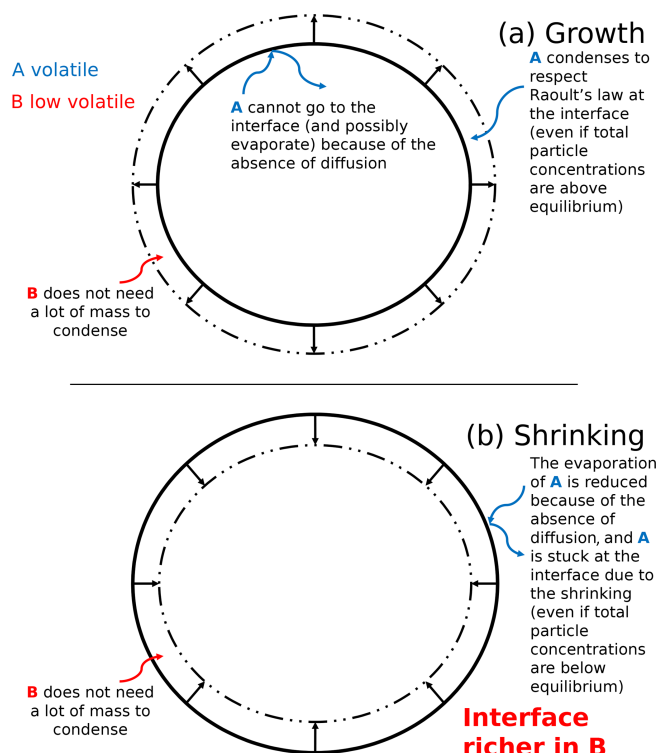 (a) Growth
A volatile
B low volatile
A condenses to
respect
Raoult's law at
the interface
(even if total
particle
concentrations
are above
equilibrium)
A cannot go to the
interface (and possibly
evaporate) because of the
absence of diffusion
B does not need
a lot of mass to
condense
(b) Shrinking
The evaporation
of A is reduced
because of the
absence of
diffusion, and A
is stuck at the
interface due to
the shrinking
(even if total
particle
concentrations
are below
equilibrium)
B does not need
a lot of mass to
condense
Interface
richer in B